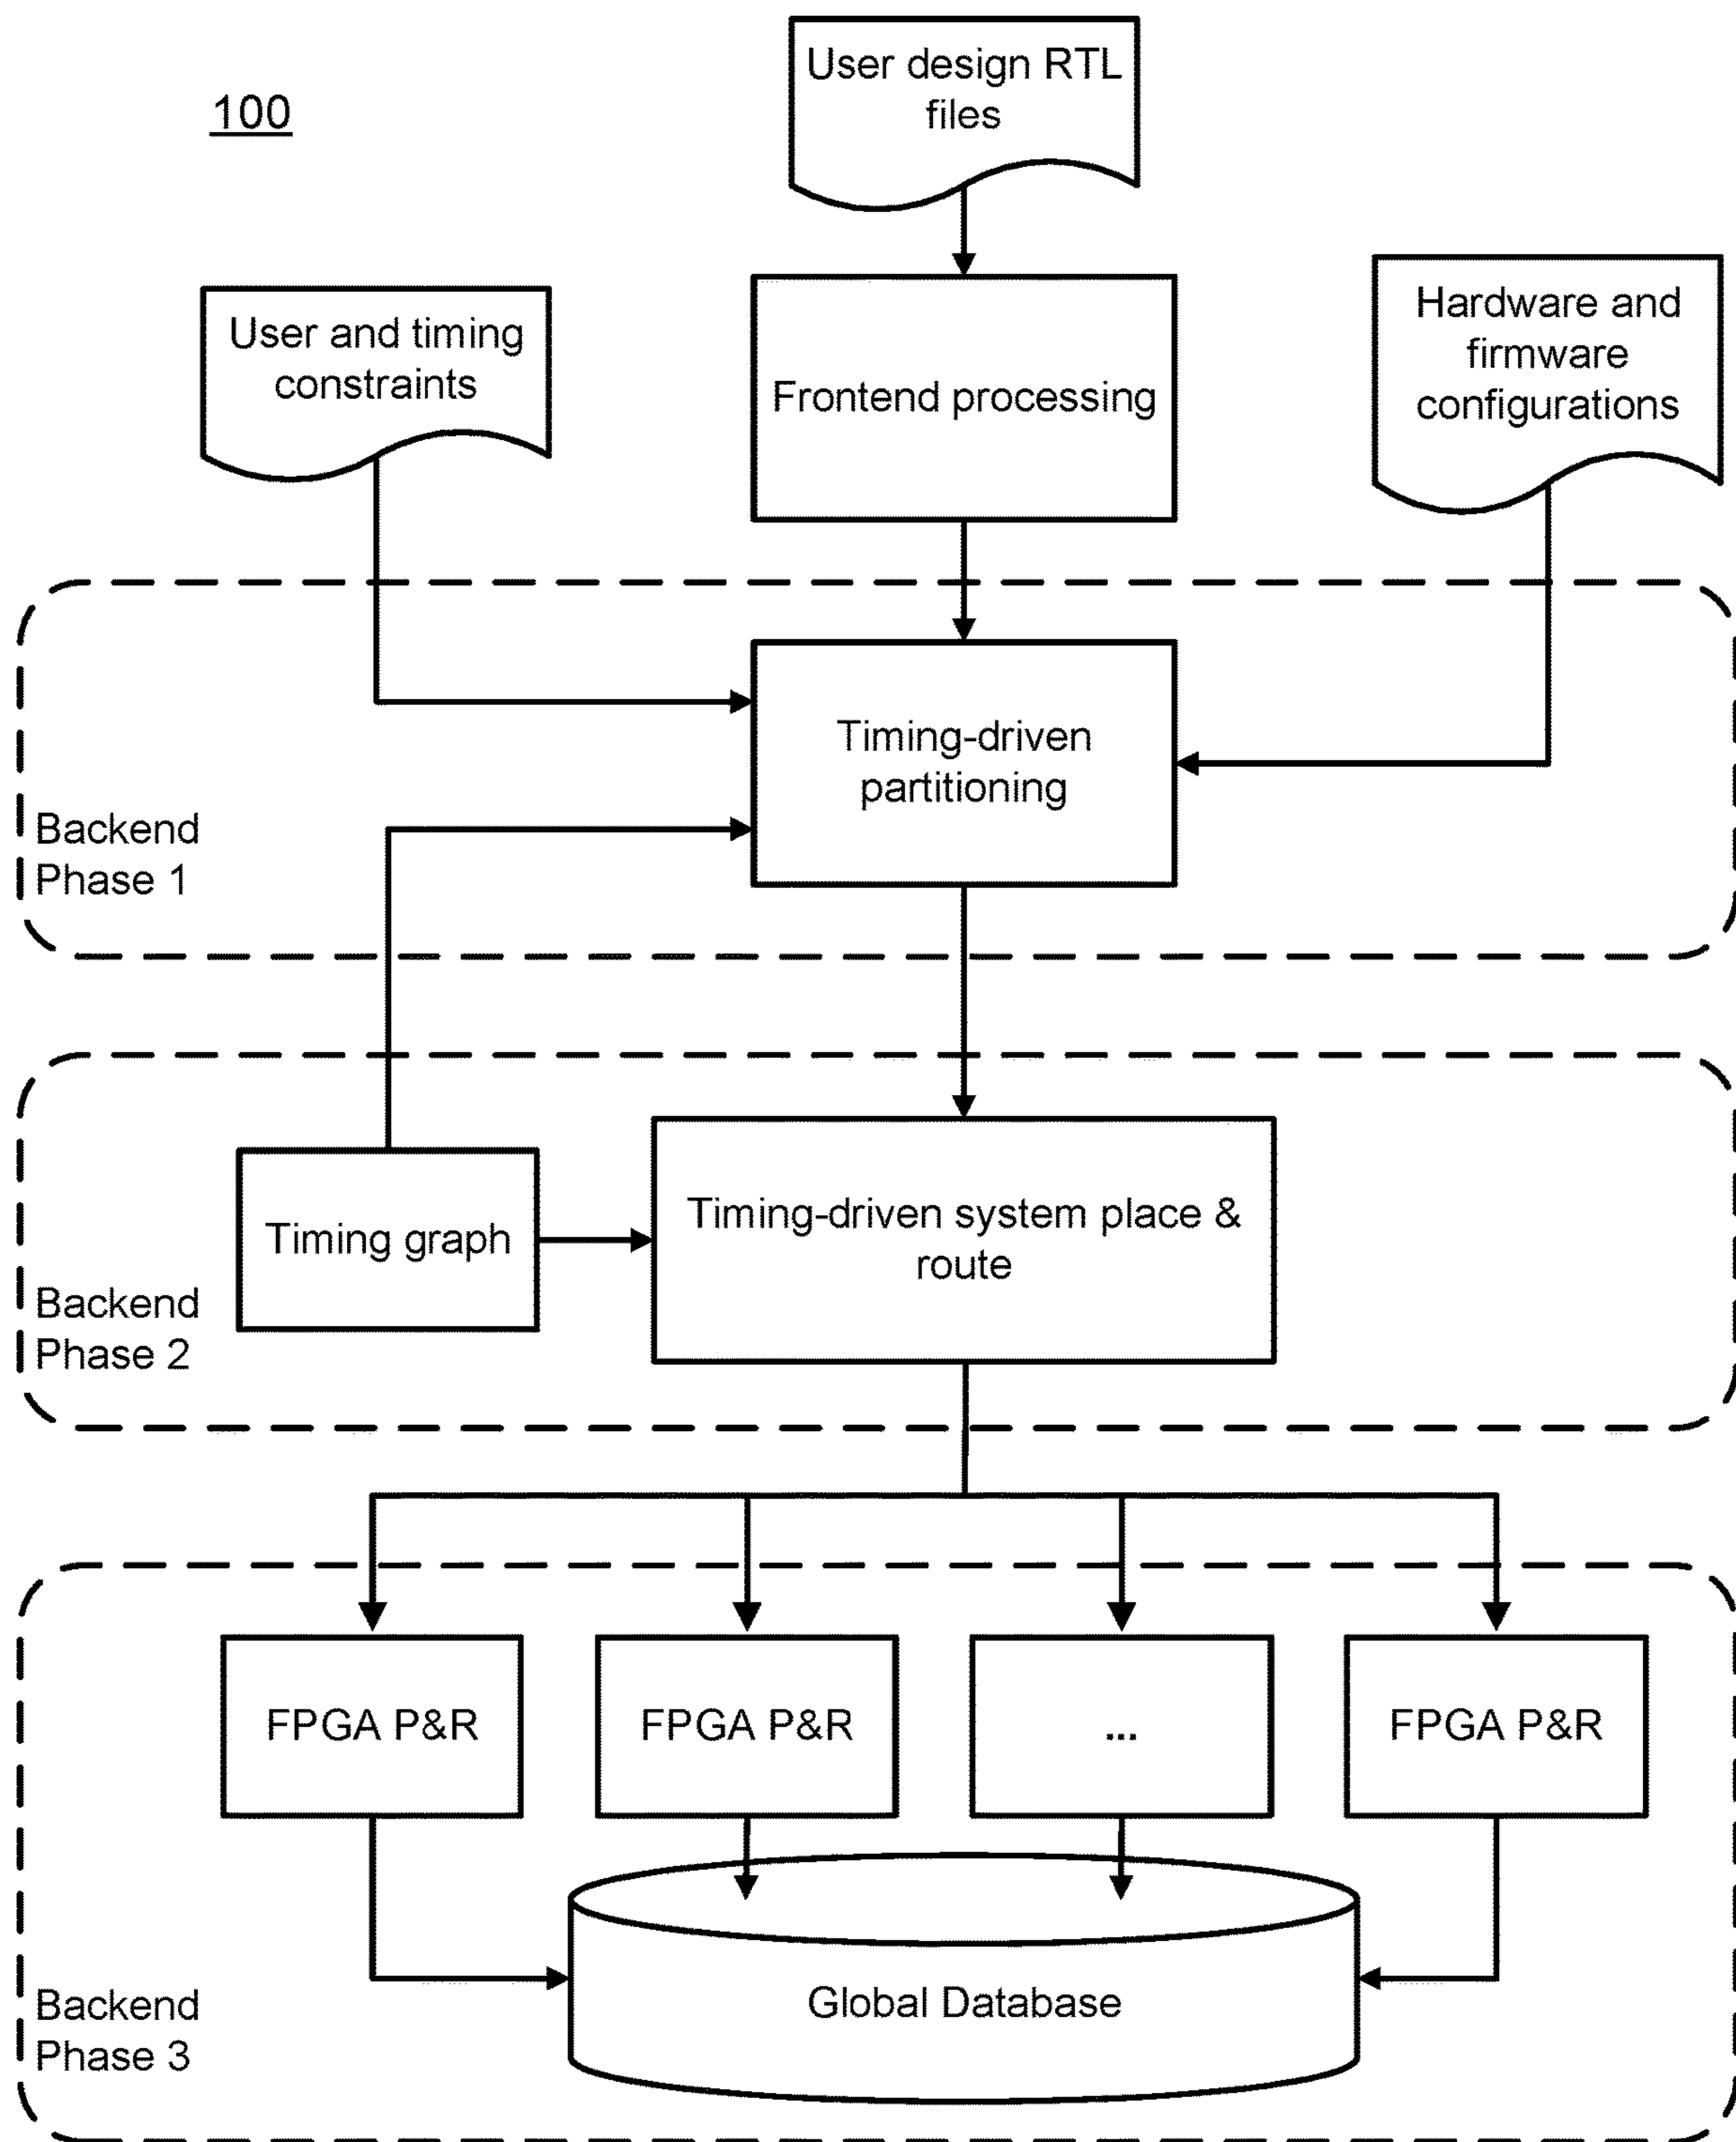 100
User design RTL
files
User and timing
constraints
Frontend processing
Hardware and
firmware
configurations
Timing-driven
partitioning
Backend
Phase 1
Timing graph
Timing-driven system place &
route
Backend
Phase 2
FPGA P&R
FPGA P&R
...
FPGA P&R
Global Database
Backend
Phase 3